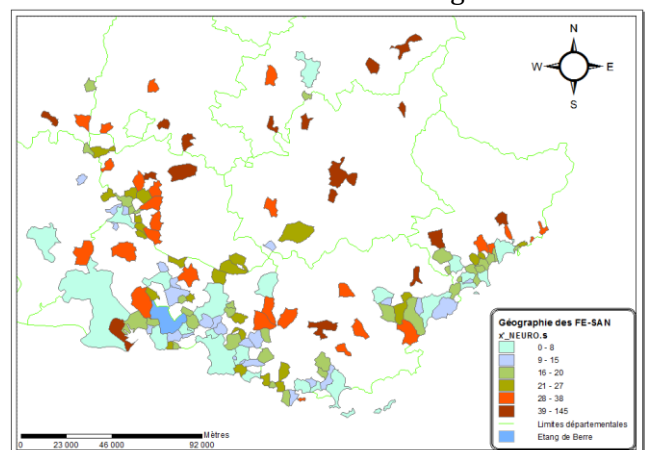 N
W E
S
Géographie des FE-SAN
x'_NEURO.s
0 - 8
9 - 15
16 - 20
21 - 27
28 - 38
39 - 145
Limites départementales
Etang de Berre
Mètres
0 23 000 46 000 92 000